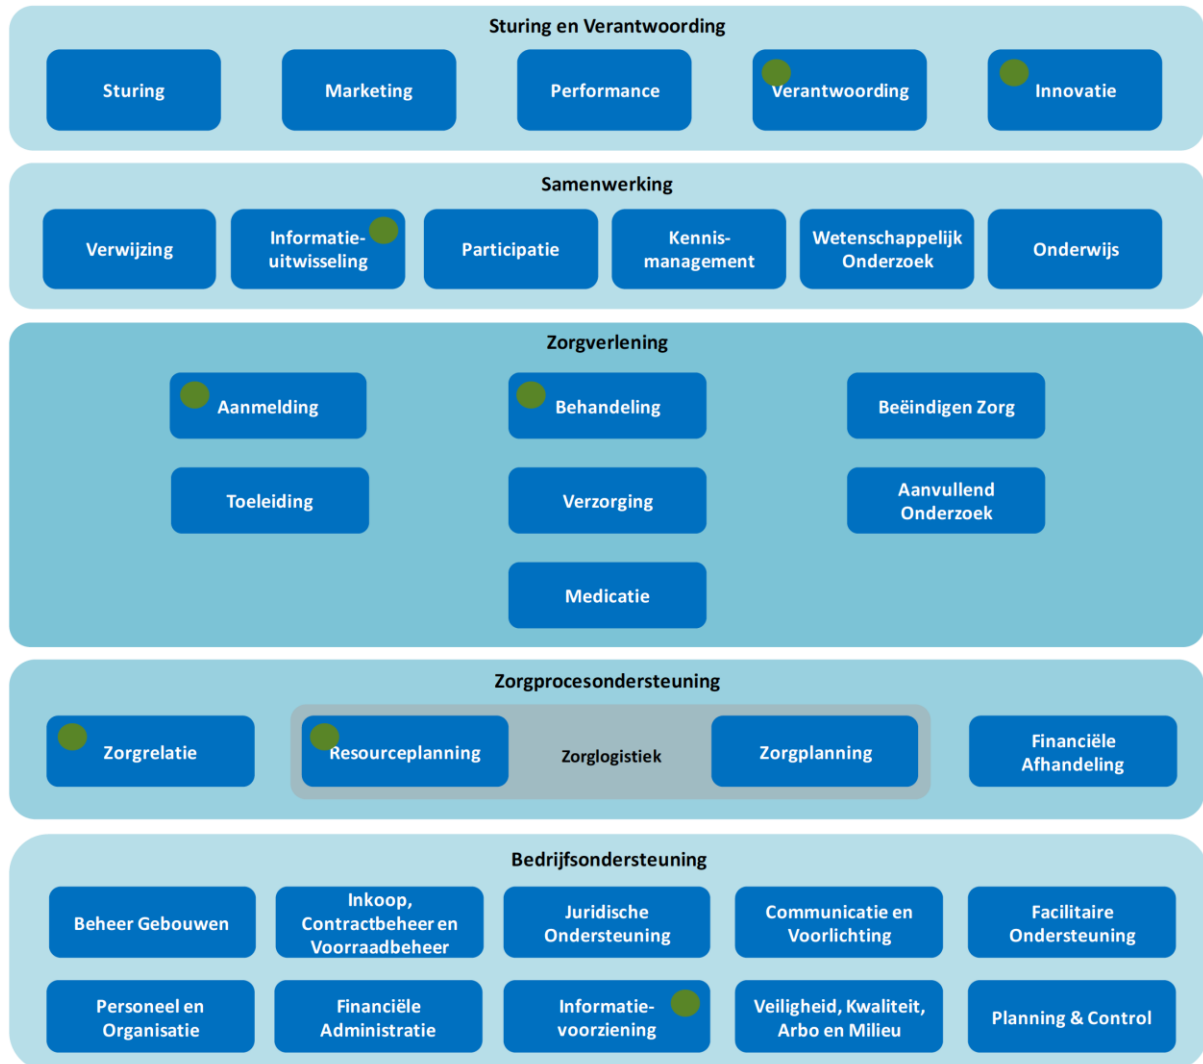 Sturing en Verantwoording
Sturing
Marketing
Performance
Verantwoording
Innovatie
Samenwerking
Verwijzing
Informatie-
uitwisseling
Participatie
Kennis-
management
Wetenschappelijk
Onderzoek
Onderwijs
Zorgverlening
Aanmelding
Behandeling
Beëindigen Zorg
Toeleiding
Verzorging
Aanvullend
Onderzoek
Medicatie
Zorgprocesondersteuning
Zorgrelatie
Resourceplanning
Zorglogistiek
Zorgplanning
Financiële
Afhandeling
Bedrijfsondersteuning
Beheer Gebouwen
Inkoop,
Contractbeheer en
Voorraadbeheer
Juridische
Ondersteuning
Communicatie en
Voorlichting
Facilitaire
Ondersteuning
Personeel en
Organisatie
Financiële
Administratie
Informatie-
voorziening
Veiligheid, Kwaliteit,
Arbo en Milieu
Planning & Control